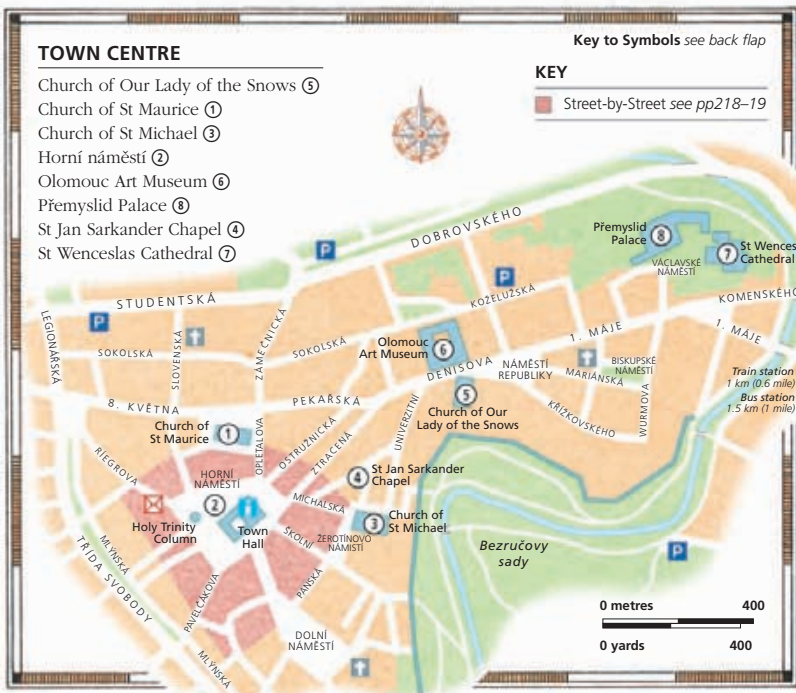 TOWN CENTRE
Church of Our Lady of the Snows ⑤
Church of St Maurice ①
Church of St Michael ③
Horní náměstí ②
Olomouc Art Museum ⑥
Přemyslid Palace ⑧
St Jan Sarkander Chapel ④
St Wenceslas Cathedral ⑦
Key to Symbols see back flap
KEY
Street-by-Street see pp218–19
DOBROVSKÉHO
P
Přemyslid
Palace
⑧
⑦
St Wences
Cathedral
VÁCLAVSKÉ
NÁMĚSTÍ
P
KOŽELUŽSKÁ
KOMENSKÉHO
STUDENTSKÁ
P
LEGIONÁŘSKÁ
SOKOLSKÁ
SLOVENSKÁ
ZÁMEČNICKÁ
SOKOLSKÁ
Olomouc
Art Museum
⑥
1. MÁJE
1. MÁJE
DENISOVA
NÁMĚSTÍ
REPUBLIKY
MARIÁNSKÁ
BISKUPSKÉ
NÁMĚSTÍ
Train station
1 km (0.6 mile)
Bus station
1.5 km (1 mile)
8. KVĚTNA
PEKAŘSKÁ
⑤
Church of Our
Lady of the Snows
KŘÍŽKOVSKÉHO
WURMOVA
UNIVERZITNÍ
Church of
St Maurice
①
OPLETALOVA
OSTRUŽNICKÁ
ZTRACENÁ
RIEGROVA
HORNÍ
NÁMĚSTÍ
④
St Jan Sarkander
Chapel
②
i
MICHALSKÁ
③
Church of
St Michael
Holy Trinity
Column
Town
Hall
ŠKOLNÍ
ŽEROTÍNOVO
NÁMISTÍ
MLÝNSKÁ
TŘÍDA SVOBODY
PAVELČÁKOVA
PANSKÁ
Bezručovy
sady
P
DOLNÍ
NÁMĚSTÍ
MLÝNSKÁ
0 metres 400
0 yards 400